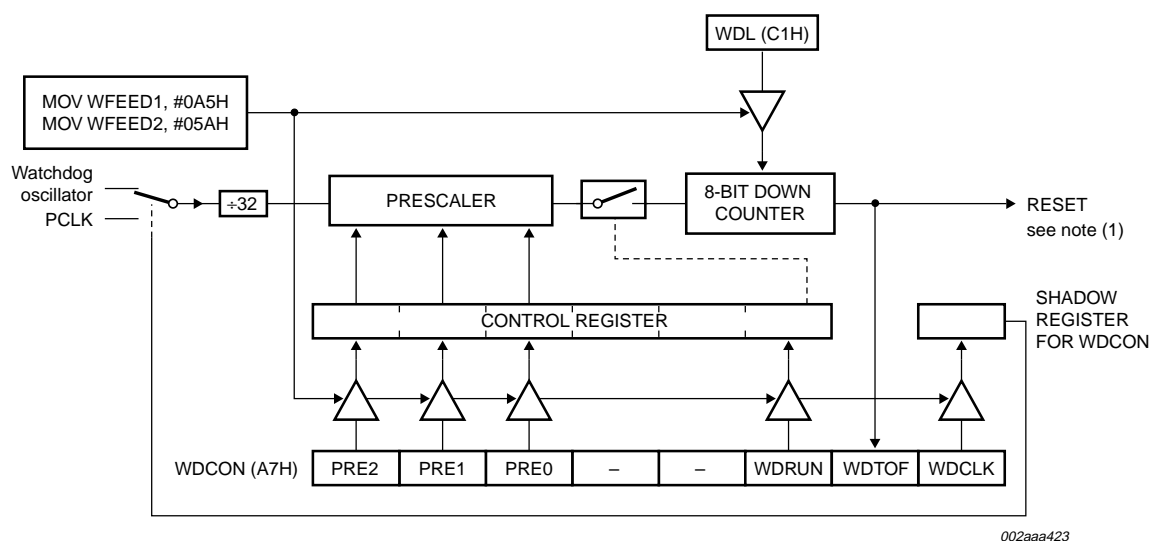 WDL (C1H)
MOV WFEED1, #0A5H
MOV WFEED2, #05AH
Watchdog
oscillator
PCLK
÷32
PRESCALER
8-BIT DOWN
COUNTER
RESET
see note (1)
CONTROL REGISTER
SHADOW
REGISTER
FOR WDCON
WDCON (A7H)
PRE2
PRE1
PRE0
–
–
WDRUN
WDTOF
WDCLK
002aaa423